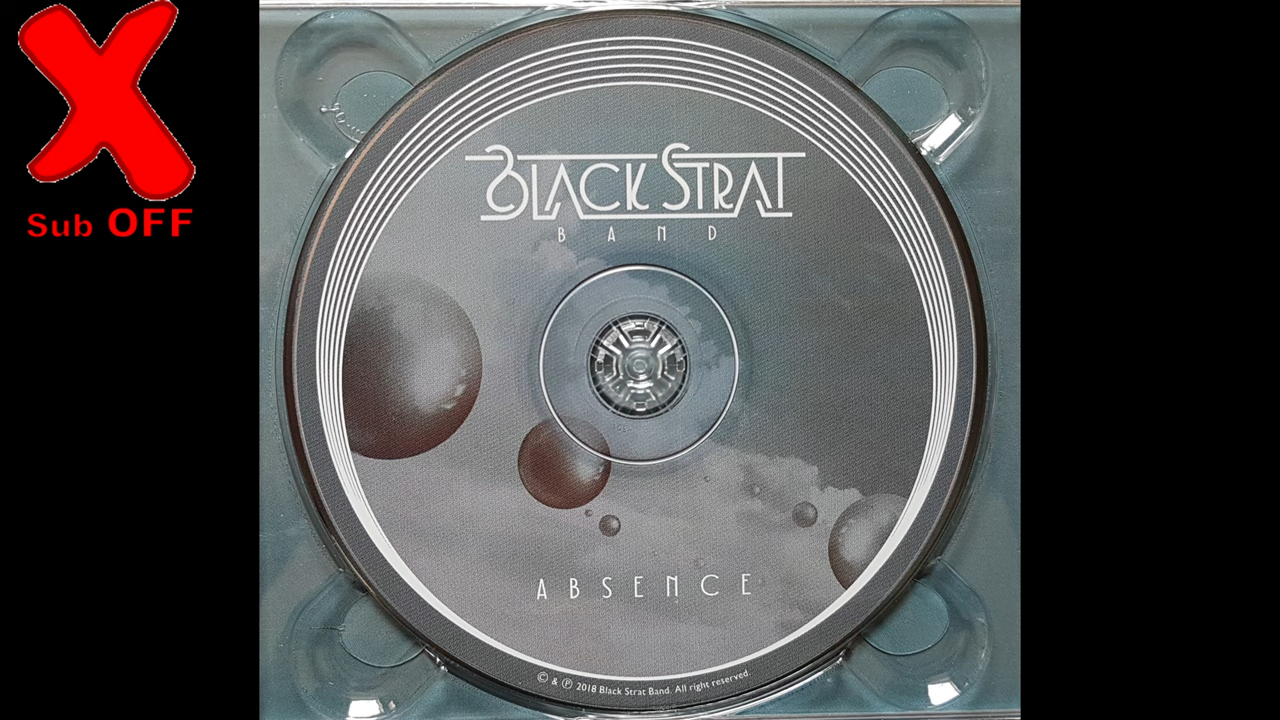 Sub OFF
BLACK STRAT
BAND
ABSENCE
© & ℗ 2018 Black Strat Band. All right reserved.